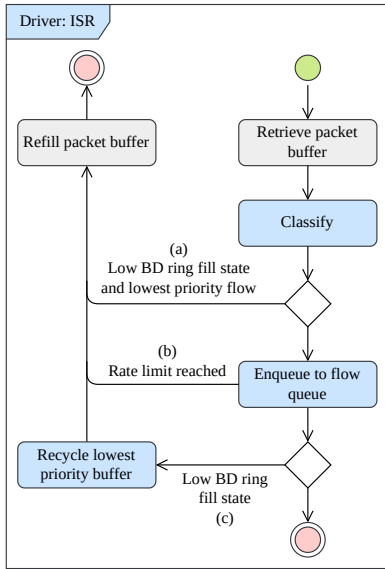 Driver: ISR
Refill packet buffer
Retrieve packet
buffer
Classify
(a)
Low BD ring fill state
and lowest priority flow
(b)
Rate limit reached
Enqueue to flow
queue
Recycle lowest
priority buffer
Low BD ring
fill state
(c)